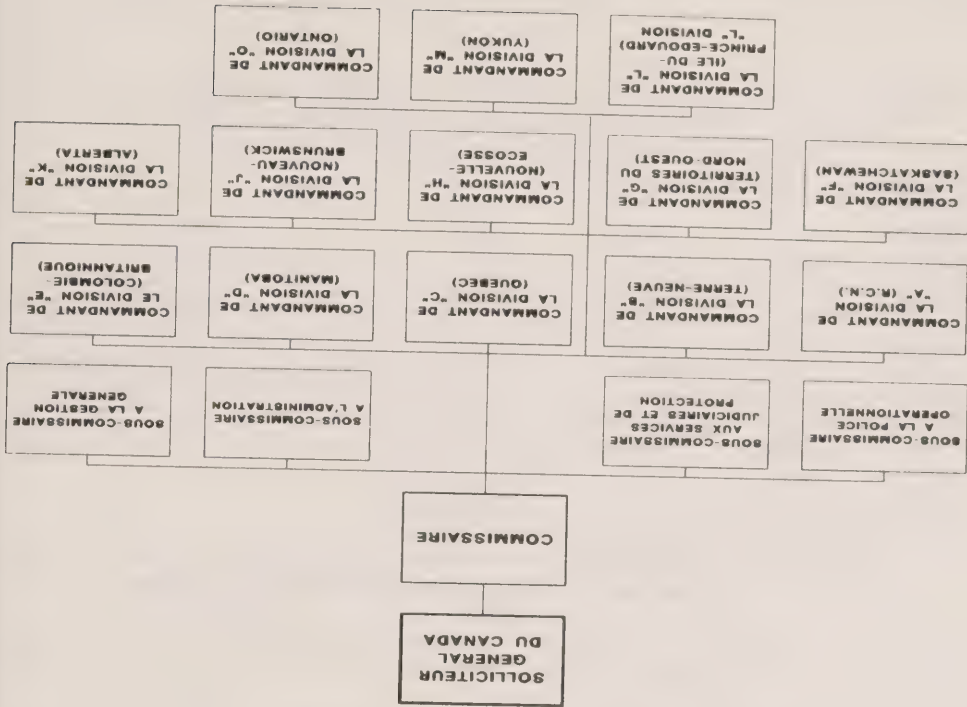 SOLLICITEUR
GENERAL
DU CANADA
COMMISSAIRE
SOUS-COMMISSAIRE
A LA POLICE
OPERATIONNELLE
SOUS-COMMISSAIRE
AUX SERVICES
JUDICIAIRES ET DE
PROTECTION
SOUS-COMMISSAIRE
A L'ADMINISTRATION
SOUS-COMMISSAIRE
A LA GESTION
GENERALE
COMMANDANT DE
LA DIVISION
"A" (R.C.N.)
COMMANDANT DE
LA DIVISION "B"
(TERRE-NEUVE)
COMMANDANT DE
LA DIVISION "C"
(QUEBEC)
COMMANDANT DE
LA DIVISION "D"
(MANITOBA)
COMMANDANT DE
LE DIVISION "E"
(COLOMBIE-
BRITANNIQUE)
COMMANDANT DE
LA DIVISION "F"
(SASKATCHEWAN)
COMMANDANT DE
LA DIVISION "G"
(TERRITOIRES DU
NORD-OUEST)
COMMANDANT DE
LA DIVISION "H"
(NOUVELLE-
ECOSSE)
COMMANDANT DE
LA DIVISION "J"
(NOUVEAU-
BRUNSWICK)
COMMANDANT DE
LA DIVISION "K"
(ALBERTA)
COMMANDANT DE
LA DIVISION "L"
(ILE DU-
PRINCE-EDOUARD)
"L" DIVISION
COMMANDANT DE
LA DIVISION "M"
(YUKON)
COMMANDANT DE
LA DIVISION "O"
(ONTARIO)